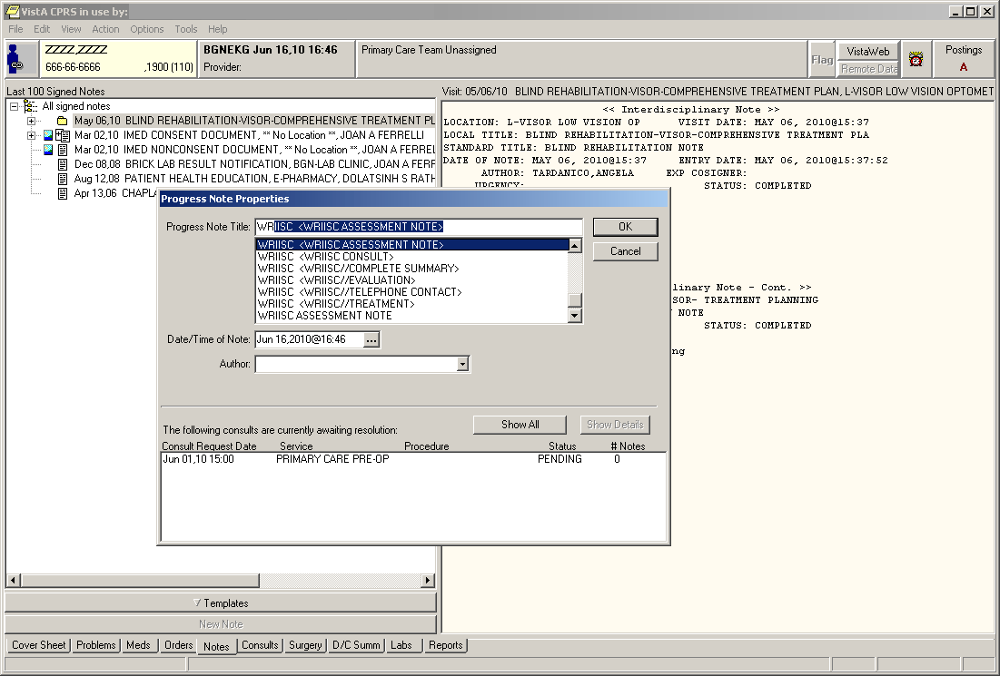 VistA CPRS in use by:
File Edit View Action Options Tools Help
ZZZZ,ZZZZ
666-66-6666 ,1900 (110)
BGNEKG Jun 16,10 16:46
Provider:
Primary Care Team Unassigned
Flag
VistaWeb
Remote Data
Postings
A
Last 100 Signed Notes
All signed notes
May 06,10 BLIND REHABILITATION-VISOR-COMPREHENSIVE TREATMENT PL
Mar 02,10 IMED CONSENT DOCUMENT, ** No Location **, JOAN A FERRELLI
Mar 02,10 IMED NONCONSENT DOCUMENT, ** No Location **, JOAN A FERREL
Dec 08,08 BRICK LAB RESULT NOTIFICATION, BGN-LAB CLINIC, JOAN A FERR
Aug 12,08 PATIENT HEALTH EDUCATION, E-PHARMACY, DOLATSINH S RATH
Apr 13,06 CHAPLA
Visit: 05/06/10 BLIND REHABILITATION-VISOR-COMPREHENSIVE TREATMENT PLAN, L-VISOR LOW VISION OPTOMET
<< Interdisciplinary Note >>
LOCATION: L-VISOR LOW VISION OP VISIT DATE: MAY 06, 2010@15:37
LOCAL TITLE: BLIND REHABILITATION-VISOR-COMPREHENSIVE TREATMENT PLA
STANDARD TITLE: BLIND REHABILITATION NOTE
DATE OF NOTE: MAY 06, 2010@15:37 ENTRY DATE: MAY 06, 2010@15:37:52
AUTHOR: TARDANICO,ANGELA EXP COSIGNER:
URGENCY: STATUS: COMPLETED
linary Note - Cont. >>
SOR- TREATMENT PLANNING
NOTE
STATUS: COMPLETED
ng
Progress Note Properties
Progress Note Title: WRIISC <WRIISC ASSESSMENT NOTE>
WRIISC <WRIISC ASSESSMENT NOTE>
WRIISC <WRIISC CONSULT>
WRIISC <WRIISC//COMPLETE SUMMARY>
WRIISC <WRIISC//EVALUATION>
WRIISC <WRIISC//TELEPHONE CONTACT>
WRIISC <WRIISC//TREATMENT>
WRIISC ASSESSMENT NOTE
OK
Cancel
Date/Time of Note: Jun 16,2010@16:46 ...
Author:
The following consults are currently awaiting resolution:
Show All
Show Details
Consult Request Date Service Procedure Status # Notes
Jun 01,10 15:00 PRIMARY CARE PRE-OP PENDING 0
Templates
New Note
Cover Sheet Problems Meds Orders Notes Consults Surgery D/C Summ Labs Reports